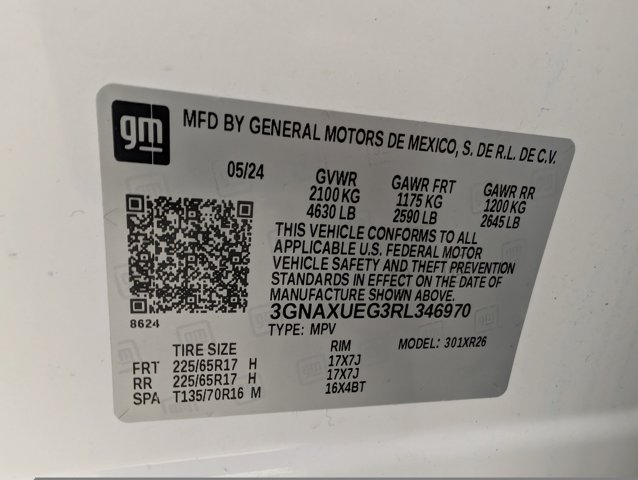 gm
MFD BY GENERAL MOTORS DE MEXICO, S. DE R.L. DE C.V.
05/24 GVWR GAWR FRT GAWR RR
2100 KG 1175 KG 1200 KG
4630 LB 2590 LB 2645 LB
THIS VEHICLE CONFORMS TO ALL
APPLICABLE U.S. FEDERAL MOTOR
VEHICLE SAFETY AND THEFT PREVENTION
STANDARDS IN EFFECT ON THE DATE OF
MANUFACTURE SHOWN ABOVE.
3GNAXUEG3RL346970
8624
TYPE: MPV MODEL: 301XR26
TIRE SIZE RIM
FRT 225/65R17 H 17X7J
RR 225/65R17 H 17X7J
SPA T135/70R16 M 16X4BT